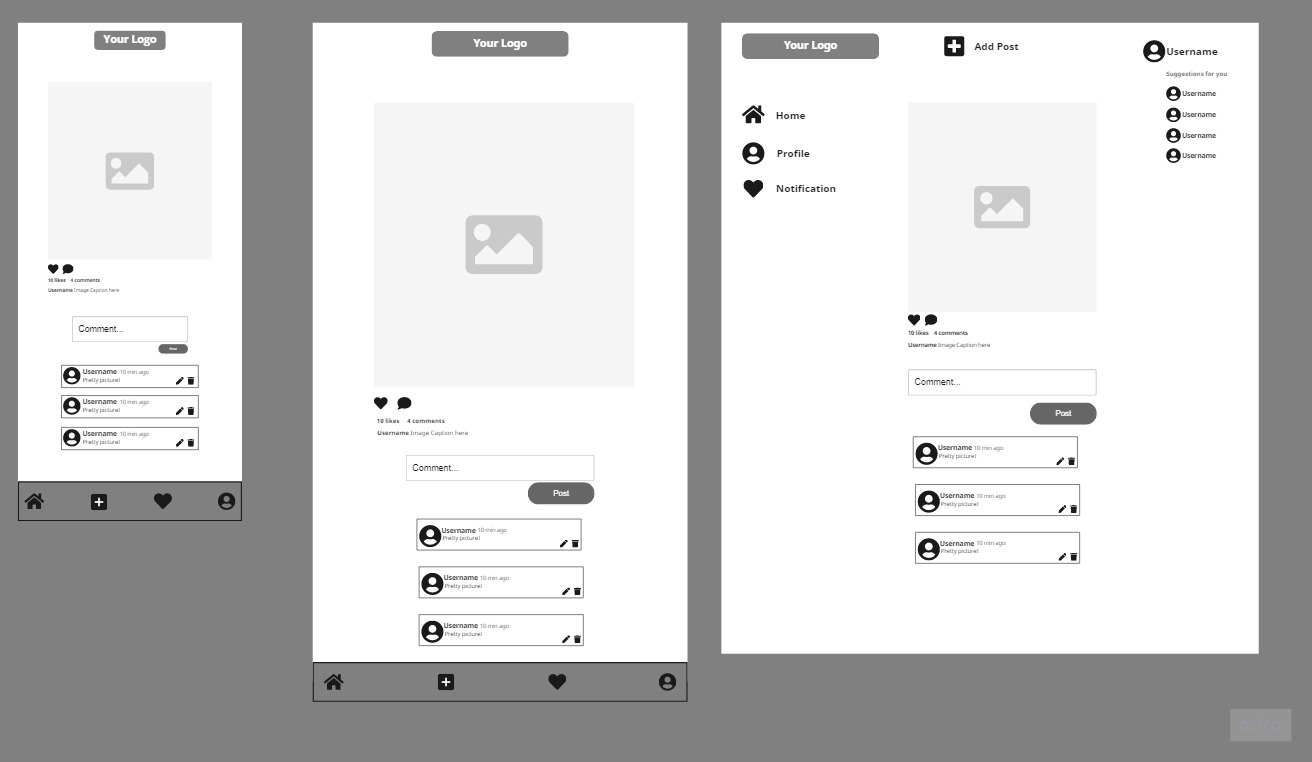 Your Logo
10 likes 4 comments
Username Image Caption here
Comment...
Post
Username 10 min ago
Pretty picture!
Username 10 min ago
Pretty picture!
Username 10 min ago
Pretty picture!
Your Logo
10 likes 4 comments
Username Image Caption here
Comment...
Post
Username 10 min ago
Pretty picture!
Username 10 min ago
Pretty picture!
Username 10 min ago
Pretty picture!
Your Logo
Add Post
Username
Suggestions for you
Username
Username
Username
Username
Home
Profile
Notification
10 likes 4 comments
Username Image Caption here
Comment...
Post
Username 10 min ago
Pretty picture!
Username 10 min ago
Pretty picture!
Username 10 min ago
Pretty picture!
miro